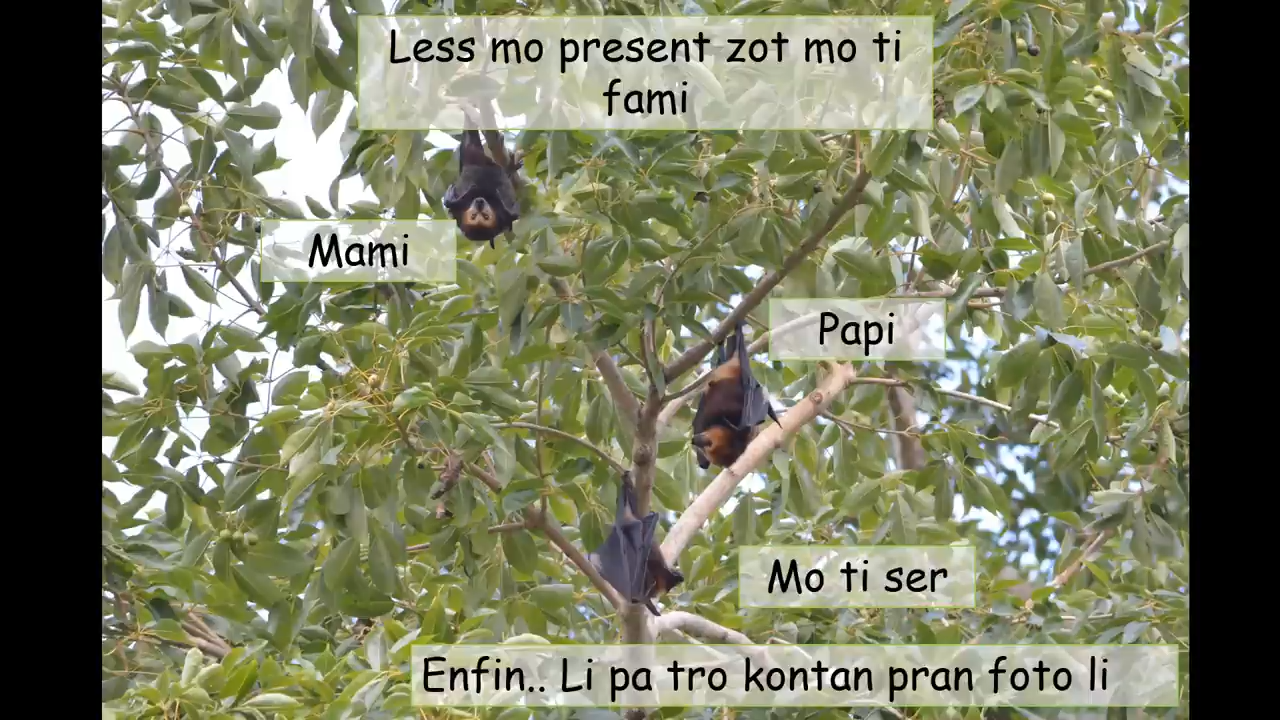 Less mo present zot mo ti
fami
Mami
Papi
Mo ti ser
Enfin.. Li pa tro kontan pran foto li